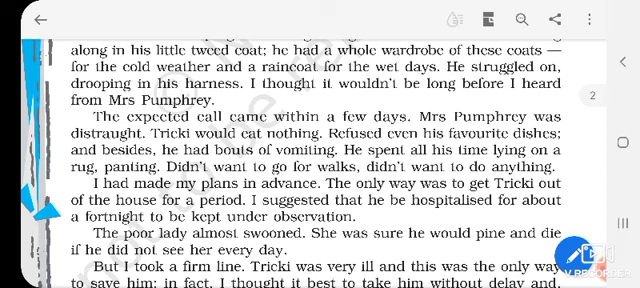 along in his little tweed coat; he had a whole wardrobe of these coats —
for the cold weather and a raincoat for the wet days. He struggled on,
drooping in his harness. I thought it wouldn't be long before I heard
from Mrs Pumphrey.
The expected call came within a few days. Mrs Pumphrey was
distraught. Tricki would eat nothing. Refused even his favourite dishes;
and besides, he had bouts of vomiting. He spent all his time lying on a
rug, panting. Didn't want to go for walks, didn't want to do anything.
I had made my plans in advance. The only way was to get Tricki out
of the house for a period. I suggested that he be hospitalised for about
a fortnight to be kept under observation.
The poor lady almost swooned. She was sure he would pine and die
if he did not see her every day.
But I took a firm line. Tricki was very ill and this was the only way
to save him; in fact, I thought it best to take him without delay and,
2
V RECORDER
not to be